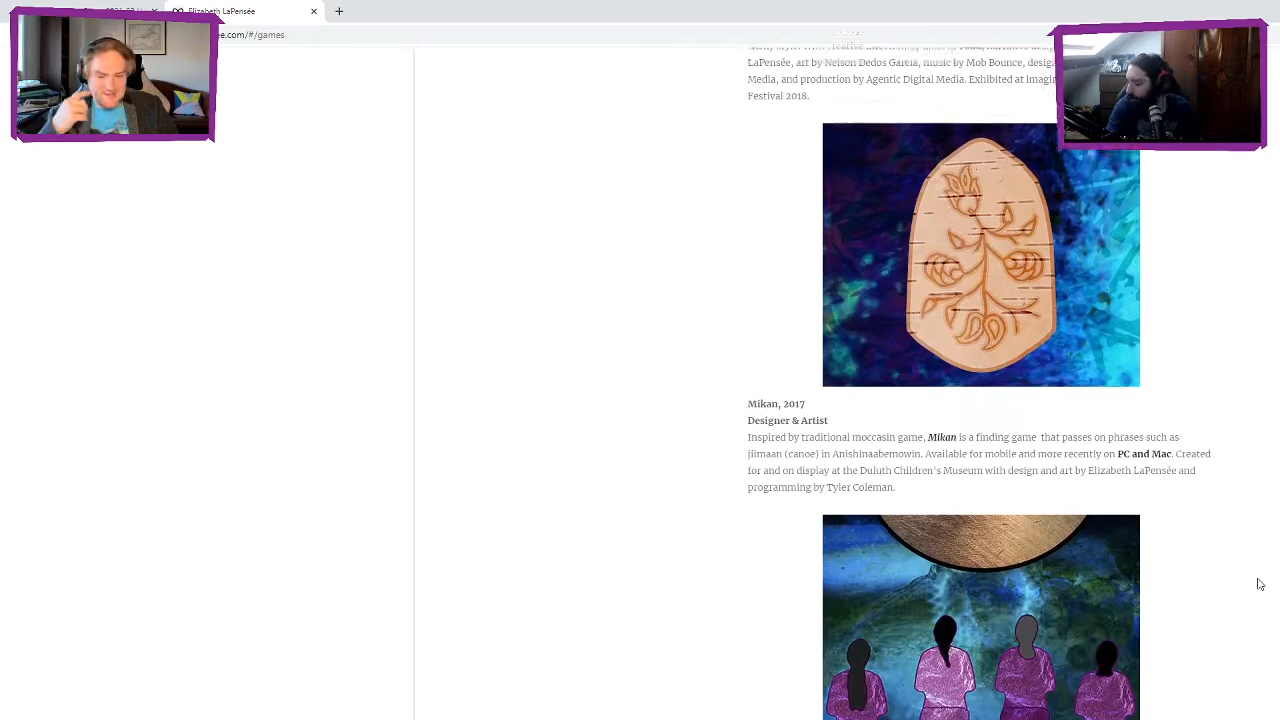 Elizabeth LaPensée
e.com/#/games
LaPensée, art by Nelson Dedos Garcia, music by Mob Bounce, design
Media, and production by Agentic Digital Media. Exhibited at imagin
Festival 2018.
Mikan, 2017
Designer & Artist
Inspired by traditional moccasin game, Mikan is a finding game that passes on phrases such as
jiimaan (canoe) in Anishinaabemowin. Available for mobile and more recently on PC and Mac. Created
for and on display at the Duluth Children's Museum with design and art by Elizabeth LaPensée and
programming by Tyler Coleman.